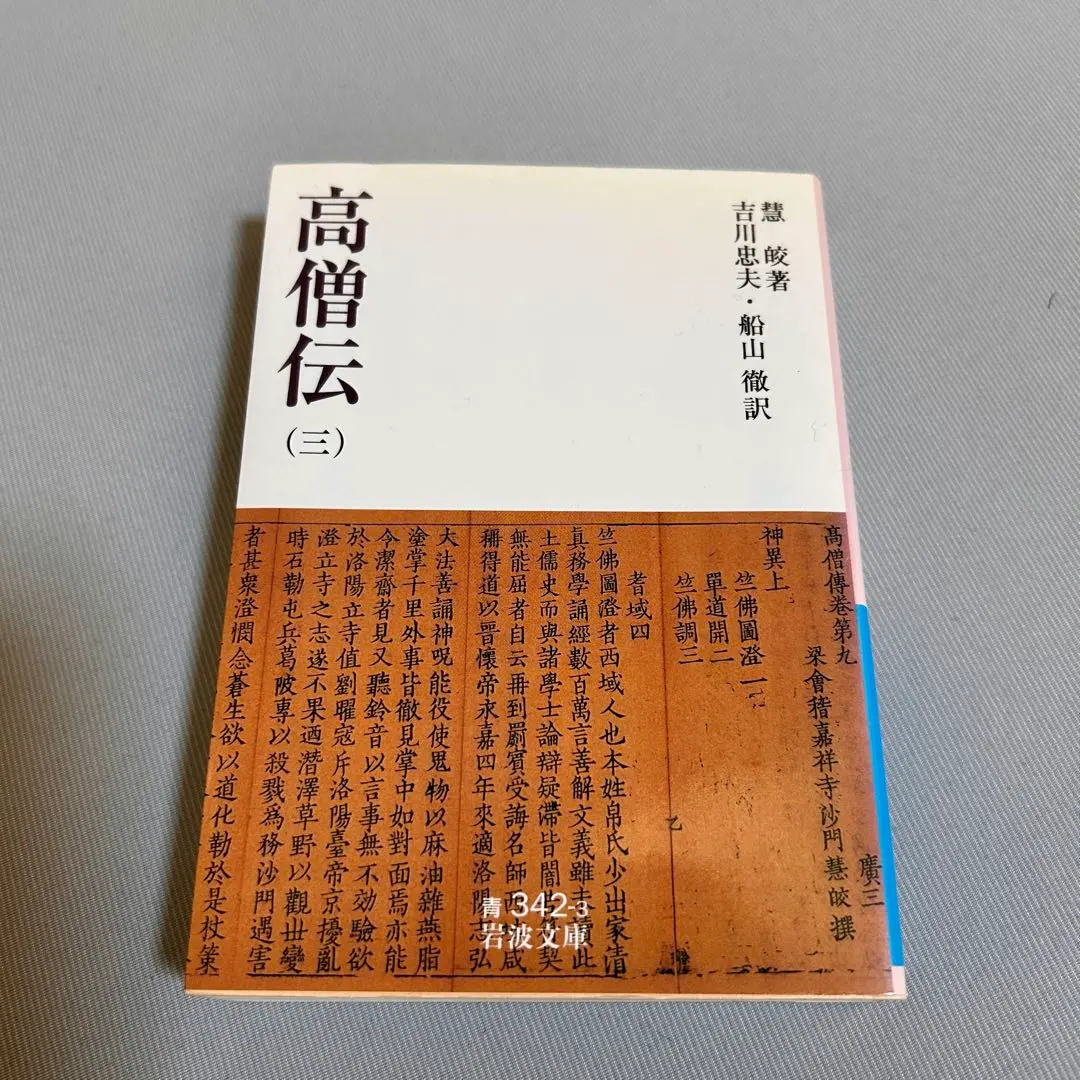 高僧伝
（三）
慧 皎著
吉川忠夫・船山 徹訳
髙僧傳卷第九 廣三
梁會稽嘉祥寺沙門慧皎撰
神異上
竺佛圖澄一
單道開二
竺佛調三
耆域四
竺佛圖澄者西域人也本姓帛氏少出家清
真務學誦經數百萬言善解文義雖未讀此
土儒史而與諸學士論辯疑滯皆闇契
無能屈者自云再到罽賓受誨名師西咸
稱得道以晉懷帝永嘉四年來適洛陽志弘
大法善誦神呪能役使鬼物以麻油雜燕脂
塗掌千里外事皆徹見掌中如對面焉亦能
令潔齋者見又聽鈴音以言事無不効驗欲
於洛陽立寺值劉曜寇斥洛陽臺帝京擾亂
澄立寺之志遂不果迺潛澤草野以觀世變
時石勒屯兵葛陂專以殺戮爲務沙門遇害
者甚衆澄憫念蒼生欲以道化勒於是杖策
乙
青 342-3
岩波文庫